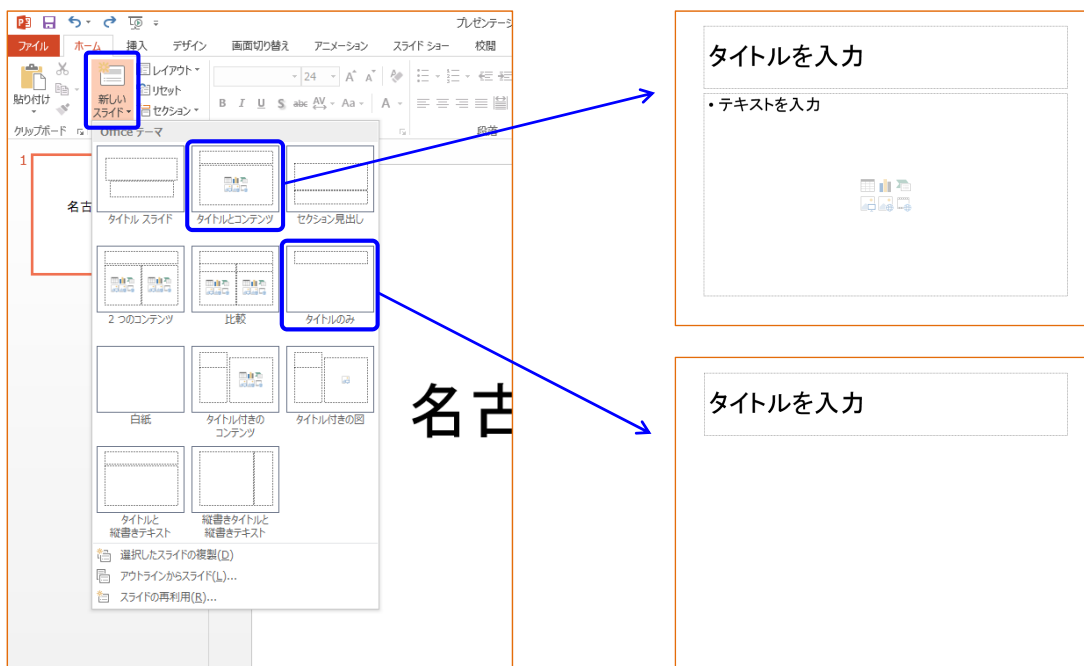 プレゼンテーシ
ファイル ホーム 挿入 デザイン 画面切り替え アニメーション スライド ショー 校閲
貼り付け
新しい
スライド
レイアウト
リセット
セクション
24 A A
B I U S abc AV Aa A
クリップボード
段落
Office テーマ
タイトル スライド タイトルとコンテンツ セクション見出し
2 つのコンテンツ 比較 タイトルのみ
白紙 タイトル付きの
コンテンツ
タイトル付きの図
タイトルと
縦書きテキスト
縦書きタイトルと
縦書きテキスト
選択したスライドの複製(D)
アウトラインからスライド(L)...
スライドの再利用(R)...
1
名古
名古
タイトルを入力
• テキストを入力
タイトルを入力